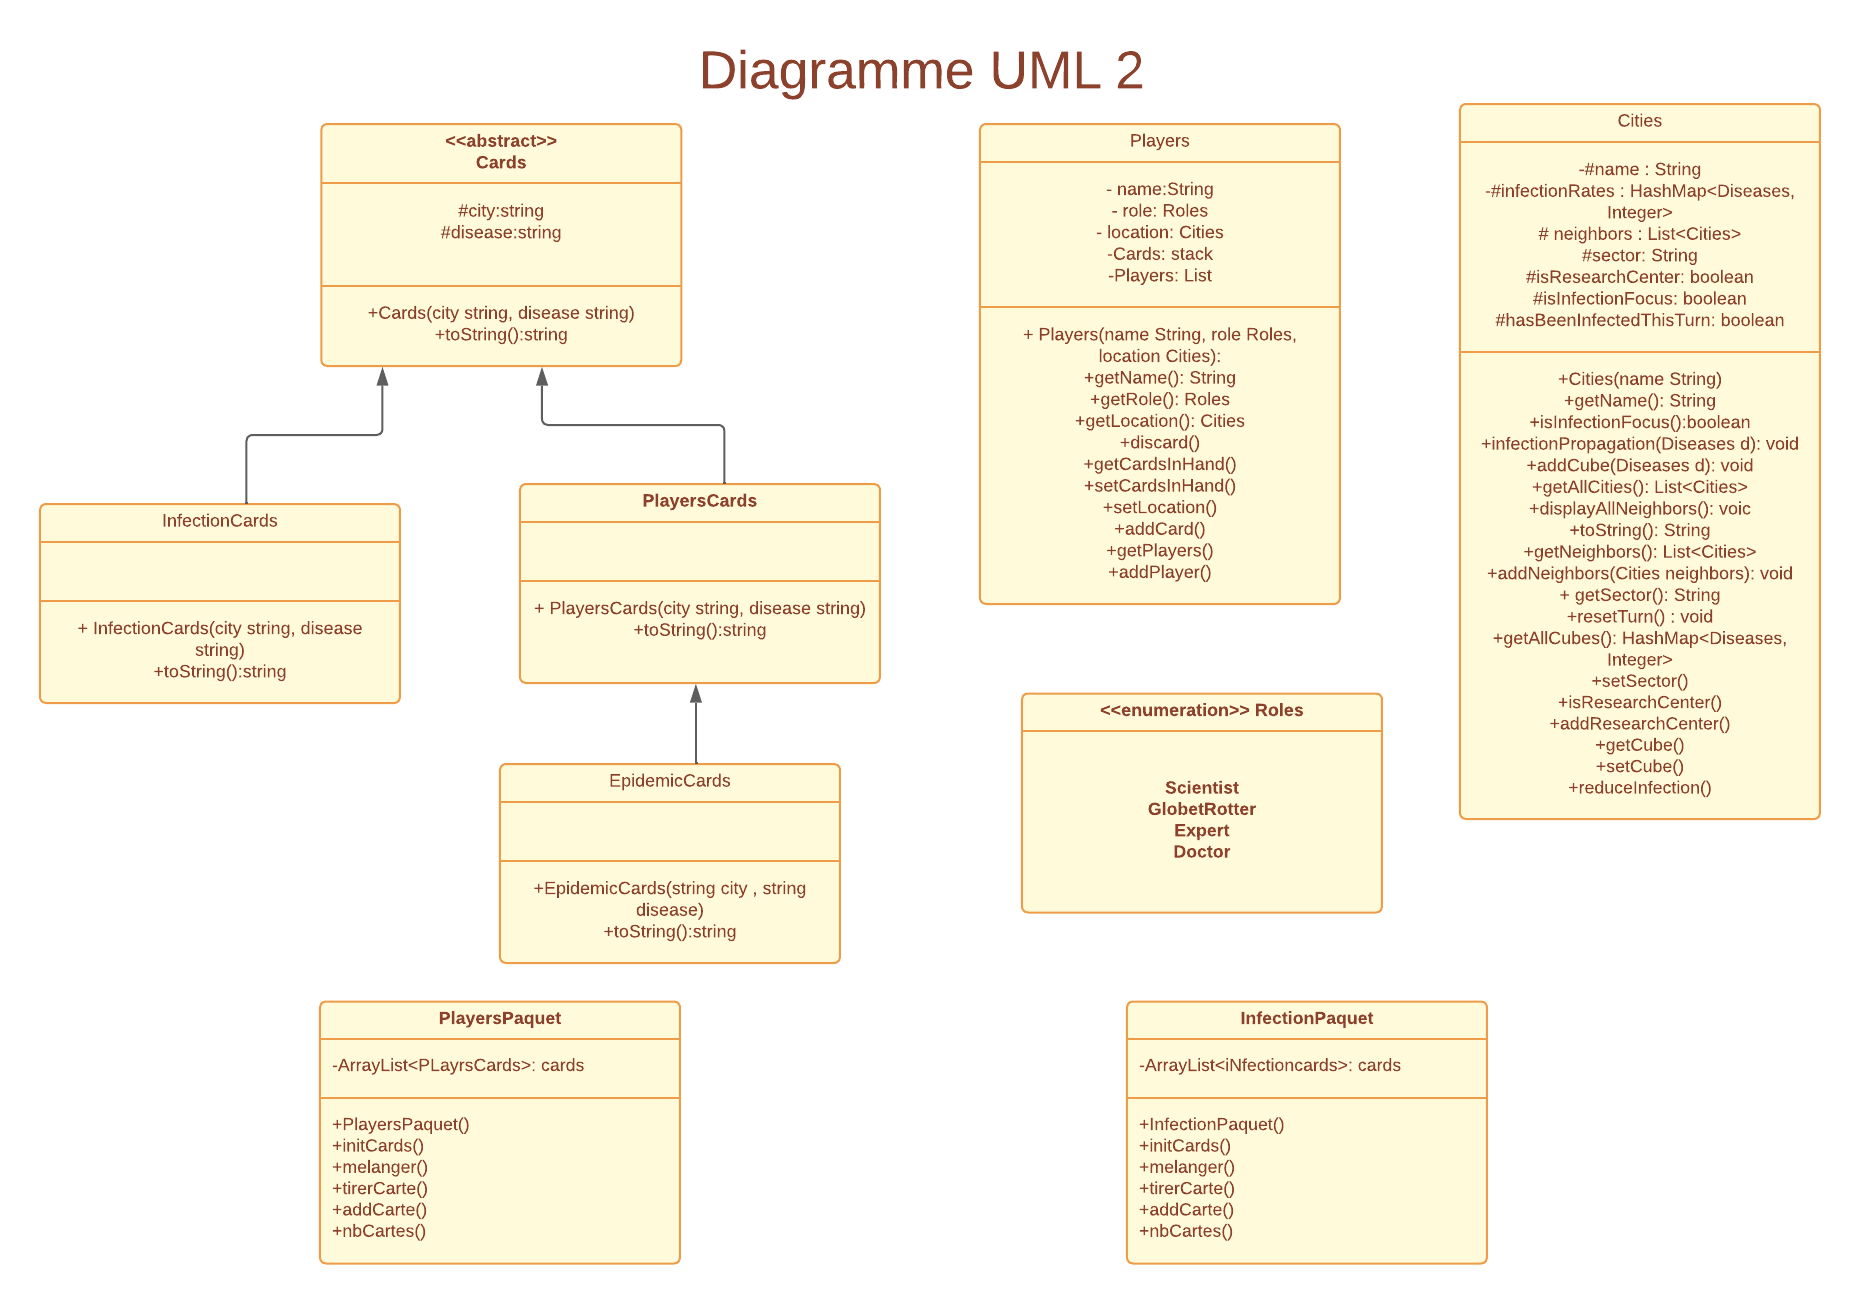 Diagramme UML 2
<<abstract>>
Cards
#city:string
#disease:string
+Cards(city string, disease string)
+toString():string
InfectionCards
+ InfectionCards(city string, disease
string)
+toString():string
PlayersCards
+ PlayersCards(city string, disease string)
+toString():string
EpidemicCards
+EpidemicCards(string city , string
disease)
+toString():string
Players
- name:String
- role: Roles
- location: Cities
-Cards: stack
-Players: List
+ Players(name String, role Roles,
location Cities):
+getName(): String
+getRole(): Roles
+getLocation(): Cities
+discard()
+getCardsInHand()
+setCardsInHand()
+setLocation()
+addCard()
+getPlayers()
+addPlayer()
<<enumeration>> Roles
Scientist
GlobetRotter
Expert
Doctor
Cities
-#name : String
-#infectionRates : HashMap<Diseases,
Integer>
# neighbors : List<Cities>
#sector: String
#isResearchCenter: boolean
#isInfectionFocus: boolean
#hasBeenInfectedThisTurn: boolean
+Cities(name String)
+getName(): String
+isInfectionFocus():boolean
+infectionPropagation(Diseases d): void
+addCube(Diseases d): void
+getAllCities(): List<Cities>
+displayAllNeighbors(): voic
+toString(): String
+getNeighbors(): List<Cities>
+addNeighbors(Cities neighbors): void
+ getSector(): String
+resetTurn() : void
+getAllCubes(): HashMap<Diseases,
Integer>
+setSector()
+isResearchCenter()
+addResearchCenter()
+getCube()
+setCube()
+reduceInfection()
PlayersPaquet
-ArrayList<PLayrsCards>: cards
+PlayersPaquet()
+initCards()
+melanger()
+tirerCarte()
+addCarte()
+nbCartes()
InfectionPaquet
-ArrayList<iNfectioncards>: cards
+InfectionPaquet()
+initCards()
+melanger()
+tirerCarte()
+addCarte()
+nbCartes()